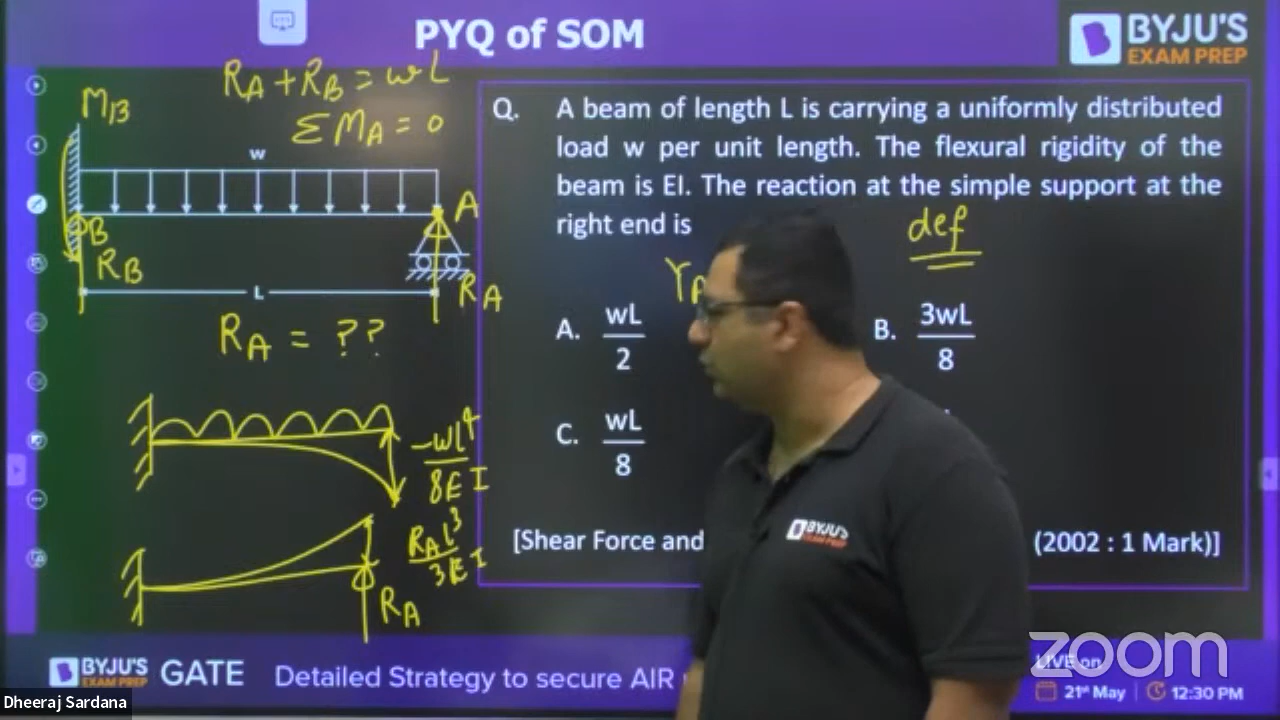 PYQ of SOM
BYJU'S
EXAM PREP
R_A + R_B = wL
ΣM_A = 0
M_B
w
A
B
R_B
R_A
L
R_A = ??
-wL⁴/8EI
R_A L³/3EI
R_A
Q. A beam of length L is carrying a uniformly distributed
load w per unit length. The flexural rigidity of the
beam is EI. The reaction at the simple support at the
right end is
def
A. wL/2
B. 3wL/8
C. wL/8
[Shear Force and
(2002 : 1 Mark)]
BYJU'S
EXAM PREP
BYJU'S
EXAM PREP
GATE
Detailed Strategy to secure AIR
zoom
LIVE on
21st May
12:30 PM
Dheeraj Sardana